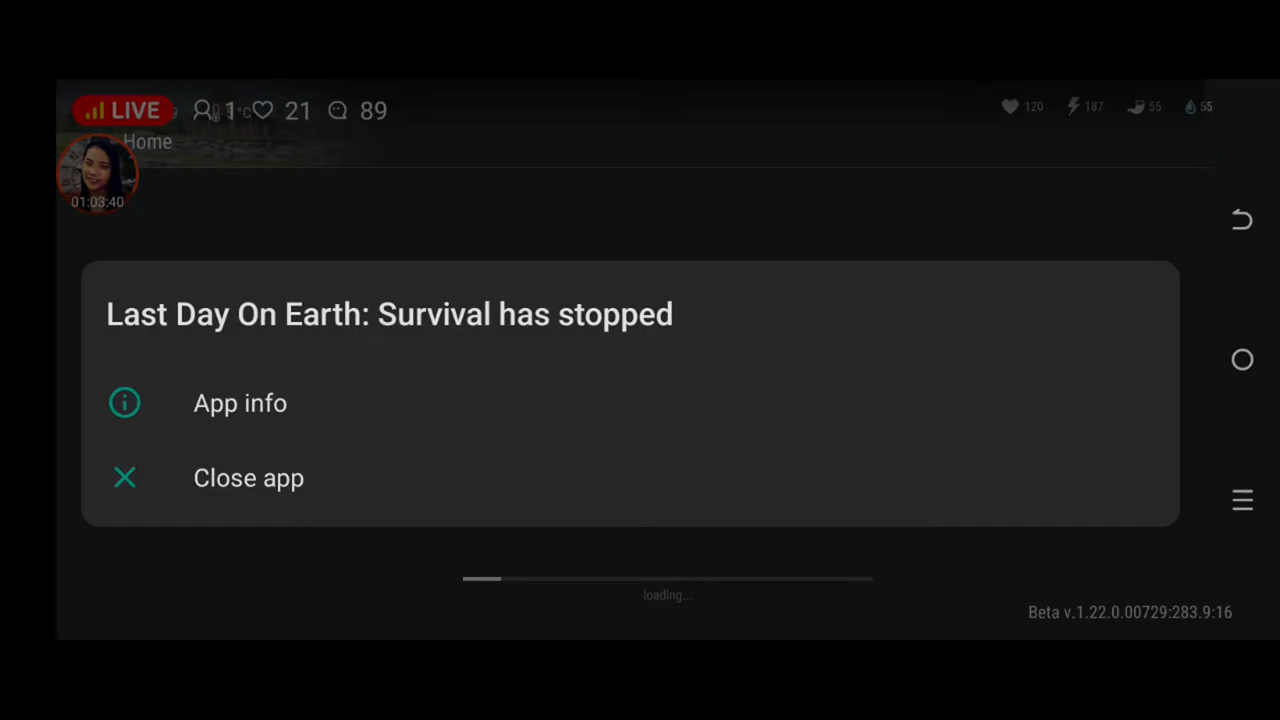 LIVE 1 °C 21 89
120 187 55 55
Home
01:03:40
Last Day On Earth: Survival has stopped
App info
Close app
loading...
Beta v.1.22.0.00729:283.9:16